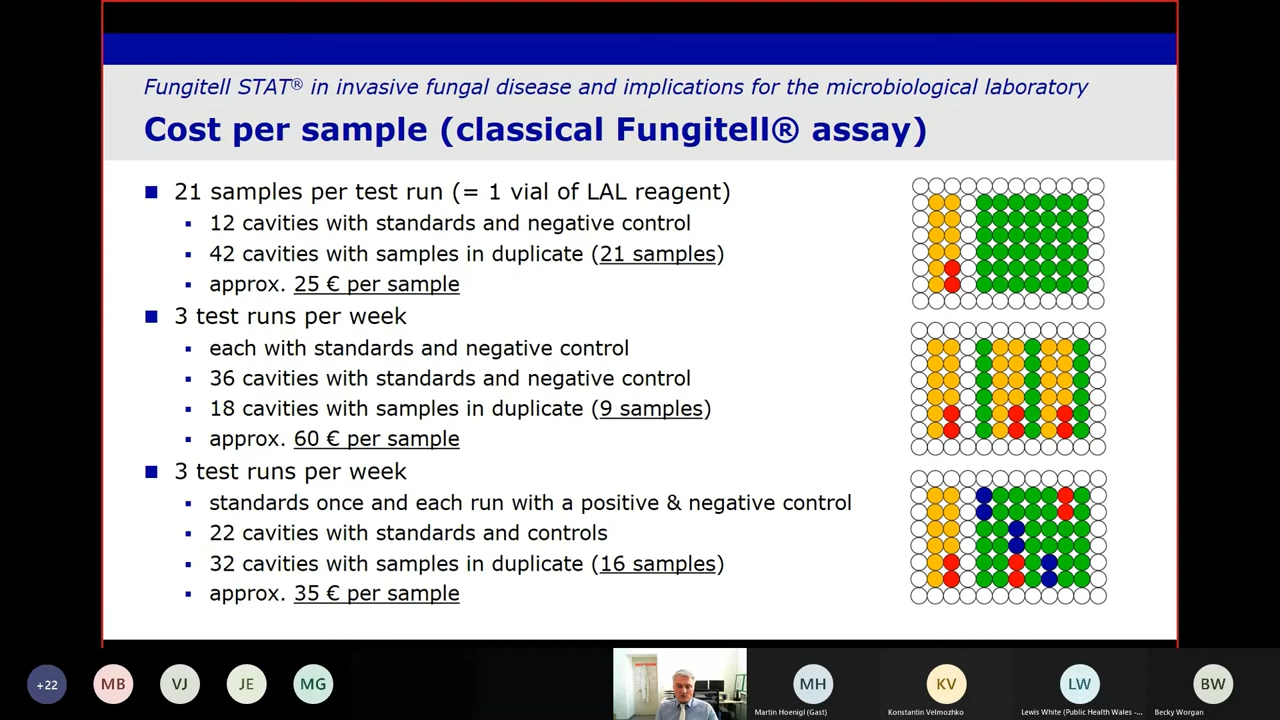 Fungitell STAT® in invasive fungal disease and implications for the microbiological laboratory
Cost per sample (classical Fungitell® assay)
21 samples per test run (= 1 vial of LAL reagent)
12 cavities with standards and negative control
42 cavities with samples in duplicate (21 samples)
approx. 25 € per sample
3 test runs per week
each with standards and negative control
36 cavities with standards and negative control
18 cavities with samples in duplicate (9 samples)
approx. 60 € per sample
3 test runs per week
standards once and each run with a positive & negative control
22 cavities with standards and controls
32 cavities with samples in duplicate (16 samples)
approx. 35 € per sample
+22
MB
VJ
JE
MG
MH
KV
LW
BW
Martin Hoenigl (Gast)
Konstantin Velmozhko
Lewis White (Public Health Wales -...
Becky Worgan